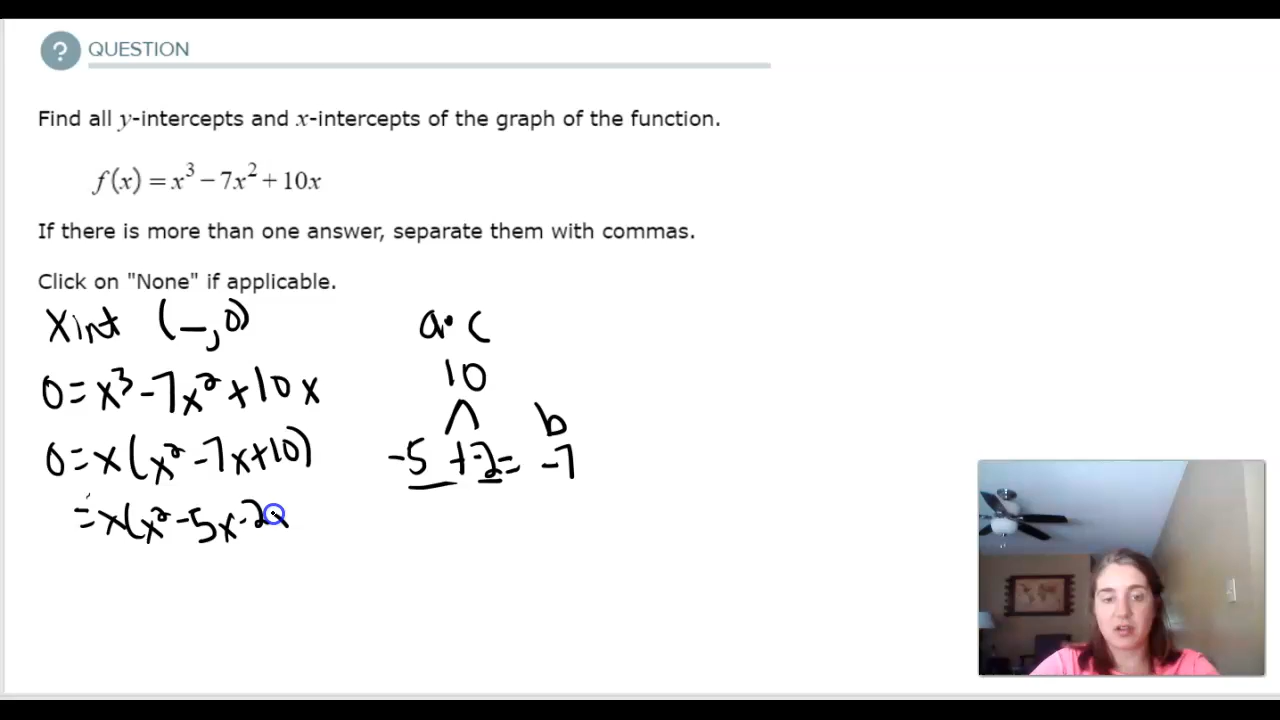 ? QUESTION
Find all y-intercepts and x-intercepts of the graph of the function.
f(x) = x³ − 7x² + 10x
If there is more than one answer, separate them with commas.
Click on "None" if applicable.
X int (_, 0)
0 = x³ - 7x² + 10x
0 = x(x² - 7x + 10)
= x(x² - 5x - 2x
a · c
10
b
-5 + -2 = -7